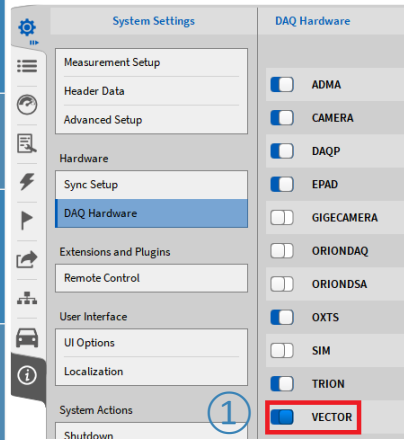 System Settings
DAQ Hardware
Measurement Setup
Header Data
Advanced Setup
Hardware
Sync Setup
DAQ Hardware
Extensions and Plugins
Remote Control
User Interface
UI Options
Localization
System Actions
Shutdown
ADMA
CAMERA
DAQP
EPAD
GIGECAMERA
ORIONDAQ
ORIONDSA
OXTS
SIM
TRION
1
VECTOR